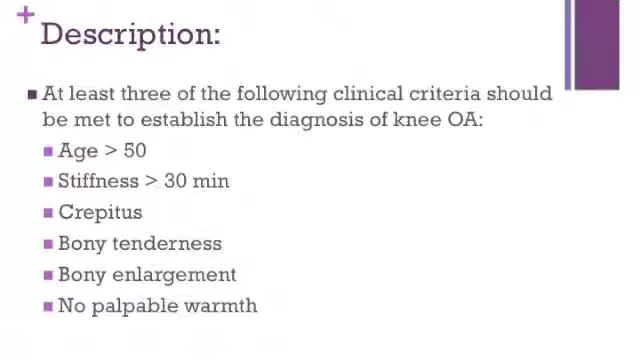 +
Description:
At least three of the following clinical criteria should
be met to establish the diagnosis of knee OA:
Age > 50
Stiffness > 30 min
Crepitus
Bony tenderness
Bony enlargement
No palpable warmth